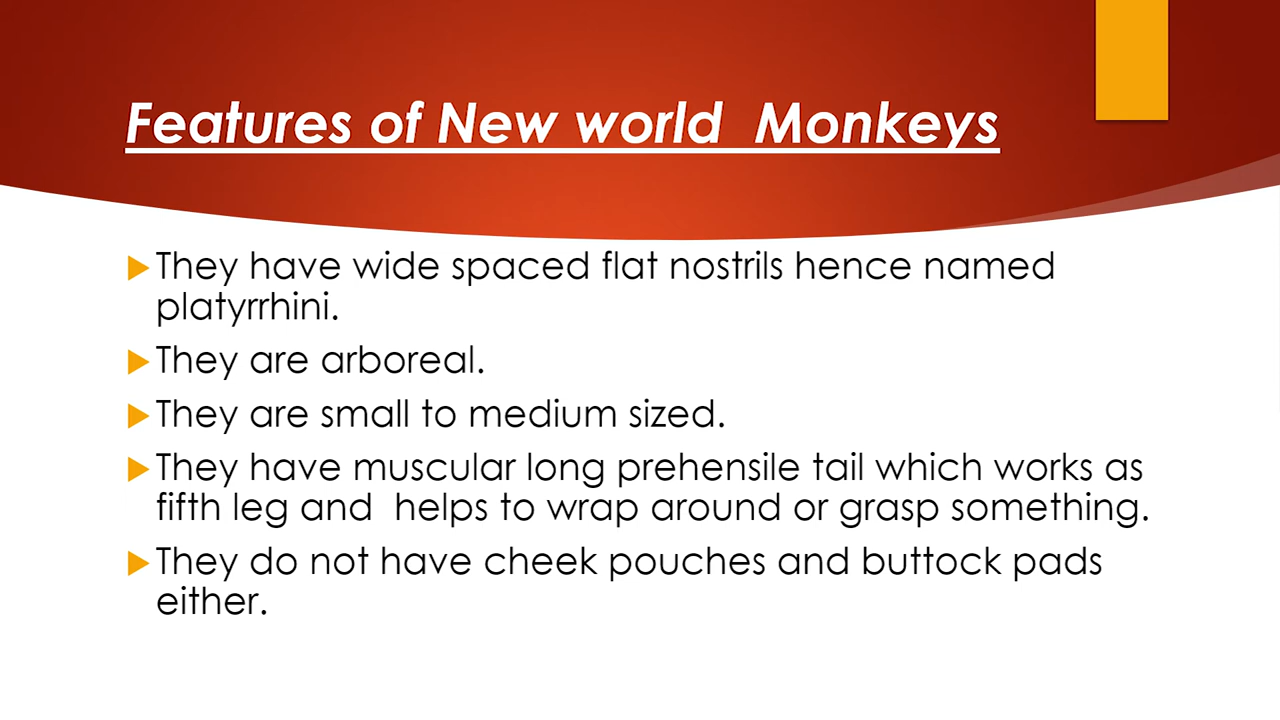 Features of New world  Monkeys
They have wide spaced flat nostrils hence named
platyrrhini.
They are arboreal.
They are small to medium sized.
They have muscular long prehensile tail which works as
fifth leg and  helps to wrap around or grasp something.
They do not have cheek pouches and buttock pads
either.